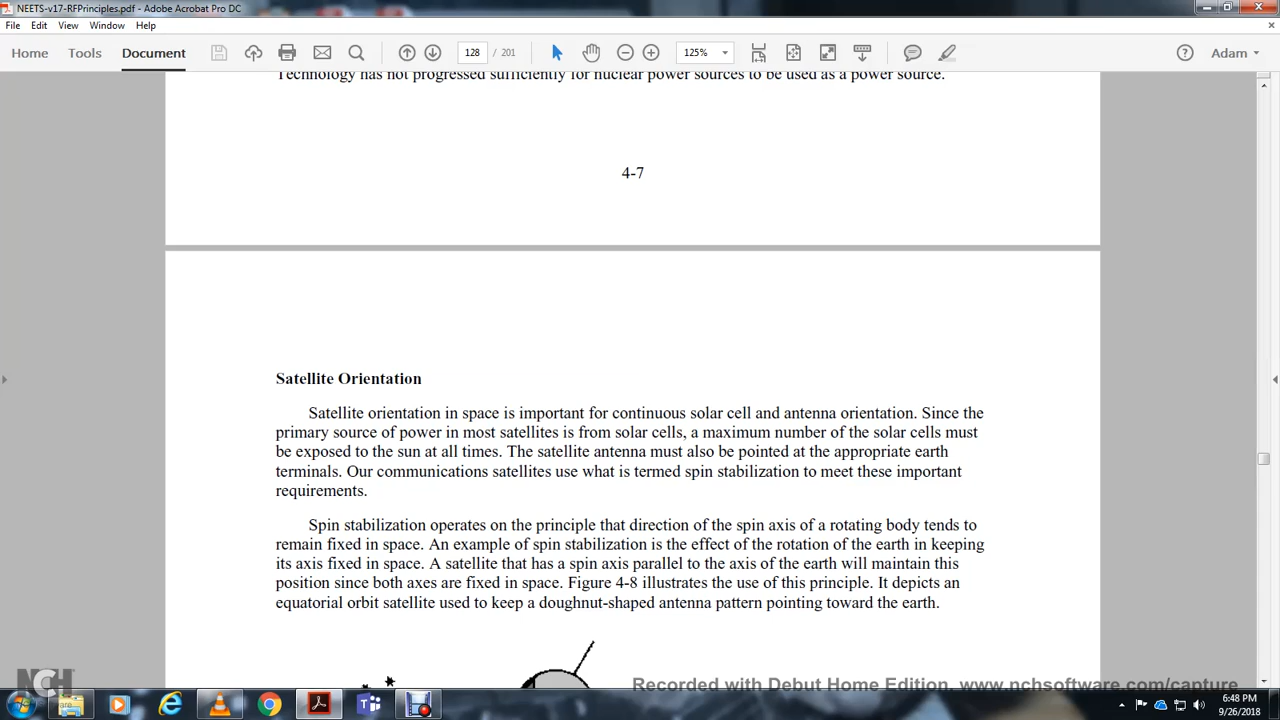 NEETS-v17-RFPrinciples.pdf - Adobe Acrobat Pro DC
File Edit View Window Help
Home Tools Document 128 / 201 125% Adam
Technology has not progressed sufficiently for nuclear power sources to be used as a power source.
4-7
Satellite Orientation
Satellite orientation in space is important for continuous solar cell and antenna orientation. Since the
primary source of power in most satellites is from solar cells, a maximum number of the solar cells must
be exposed to the sun at all times. The satellite antenna must also be pointed at the appropriate earth
terminals. Our communications satellites use what is termed spin stabilization to meet these important
requirements.
Spin stabilization operates on the principle that direction of the spin axis of a rotating body tends to
remain fixed in space. An example of spin stabilization is the effect of the rotation of the earth in keeping
its axis fixed in space. A satellite that has a spin axis parallel to the axis of the earth will maintain this
position since both axes are fixed in space. Figure 4-8 illustrates the use of this principle. It depicts an
equatorial orbit satellite used to keep a doughnut-shaped antenna pattern pointing toward the earth.
NCH
Recorded with Debut Home Edition. www.nchsoftware.com/capture
6:48 PM
9/26/2018